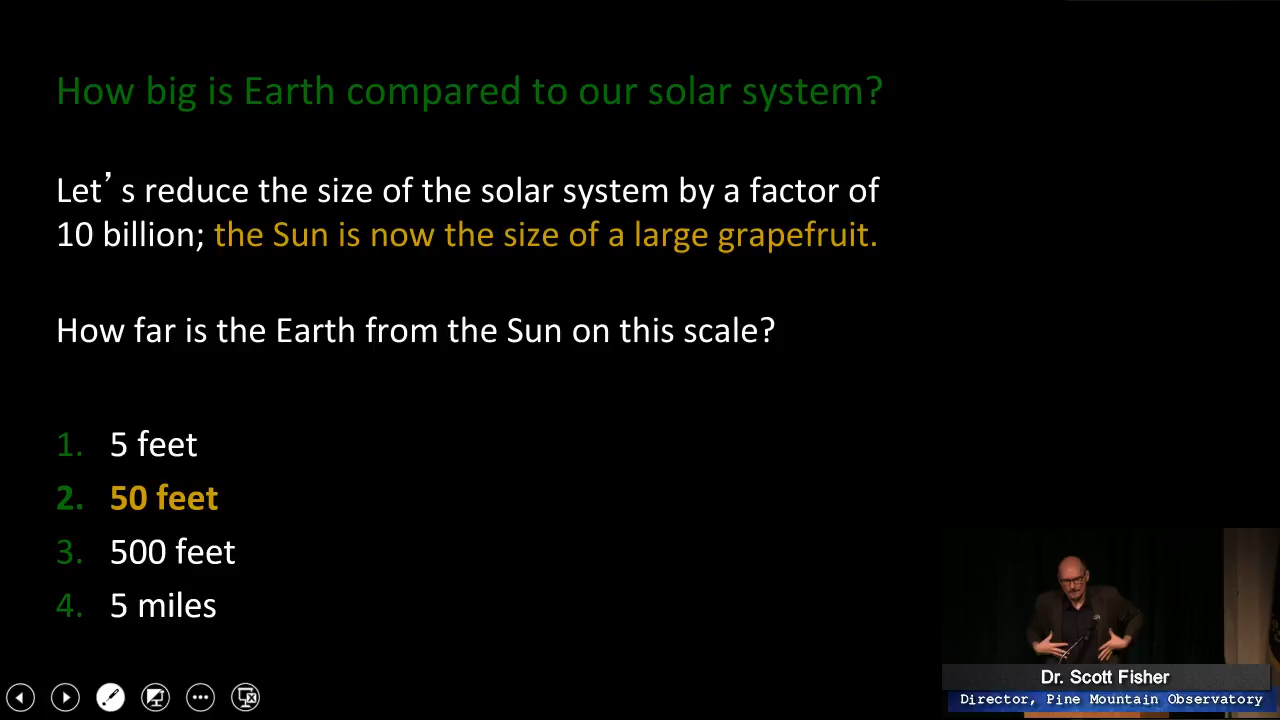 How big is Earth compared to our solar system?
Let’s reduce the size of the solar system by a factor of
10 billion; the Sun is now the size of a large grapefruit.
How far is the Earth from the Sun on this scale?
1. 5 feet
2. 50 feet
3. 500 feet
4. 5 miles
Dr. Scott Fisher
Director, Pine Mountain Observatory